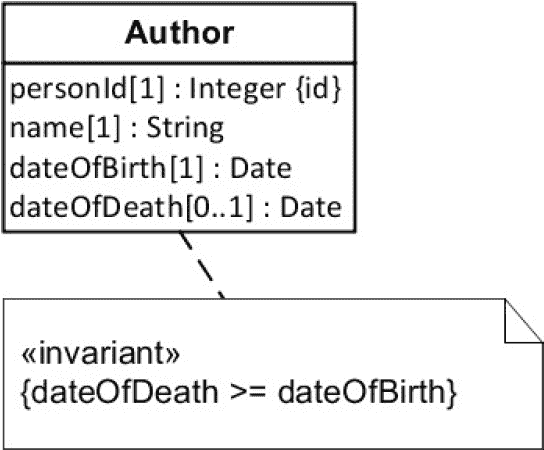 Author
personId[1] : Integer {id}
name[1] : String
dateOfBirth[1] : Date
dateOfDeath[0..1] : Date
«invariant»
{dateOfDeath >= dateOfBirth}